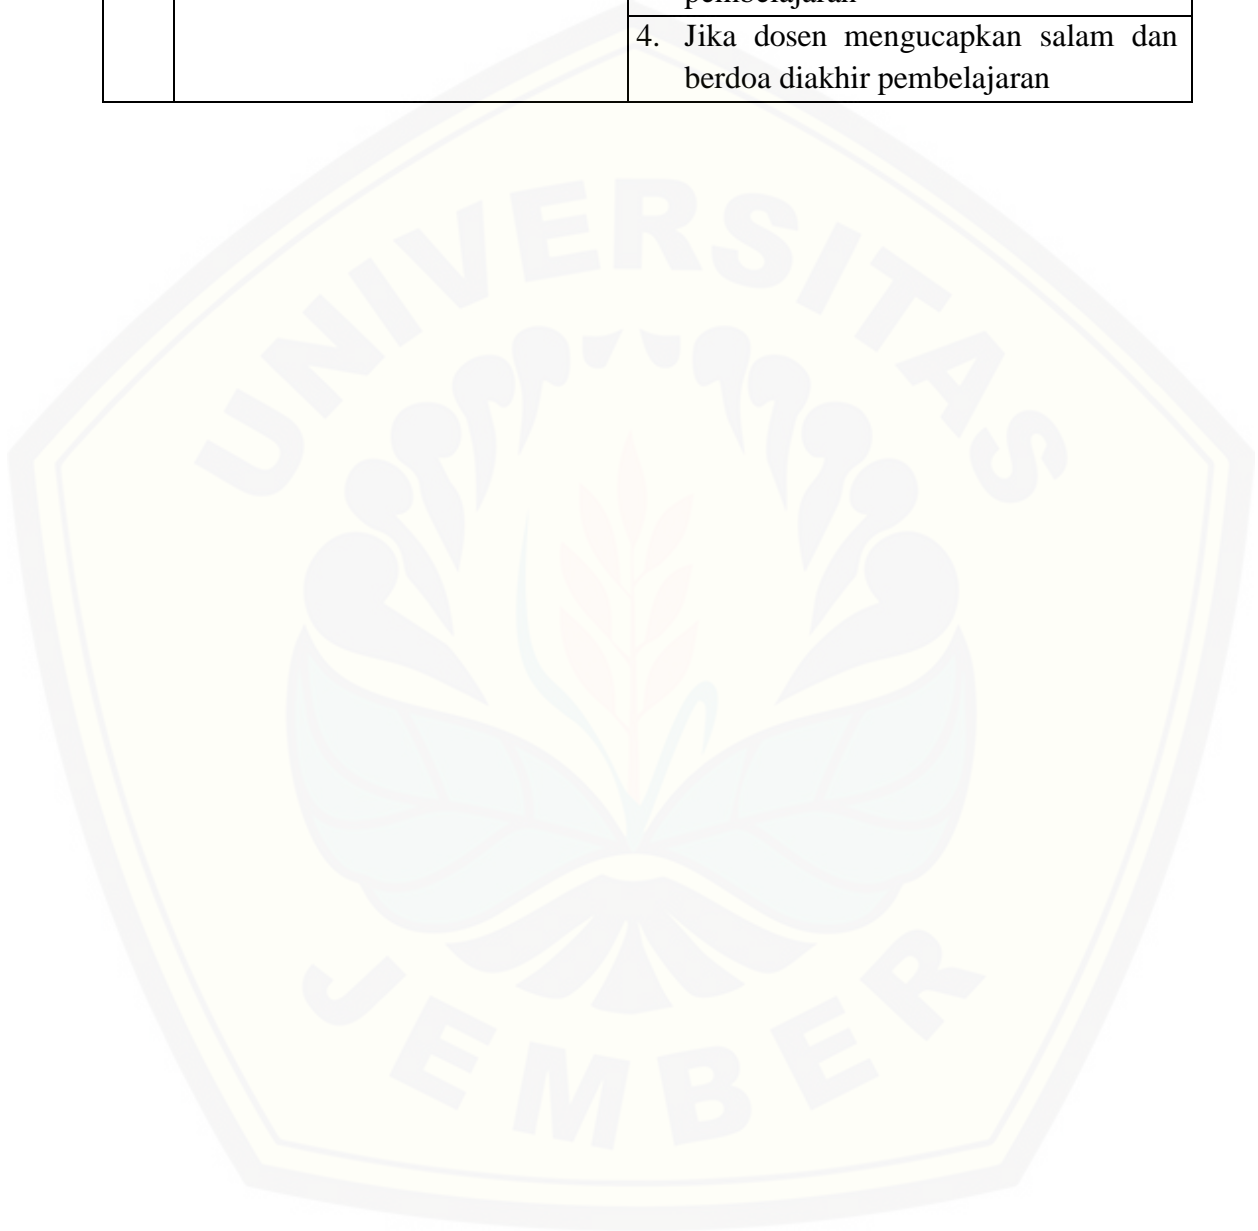 pembelajaran
4. Jika dosen mengucapkan salam dan
berdoa diakhir pembelajaran
UNIVERSITAS
JEMBER